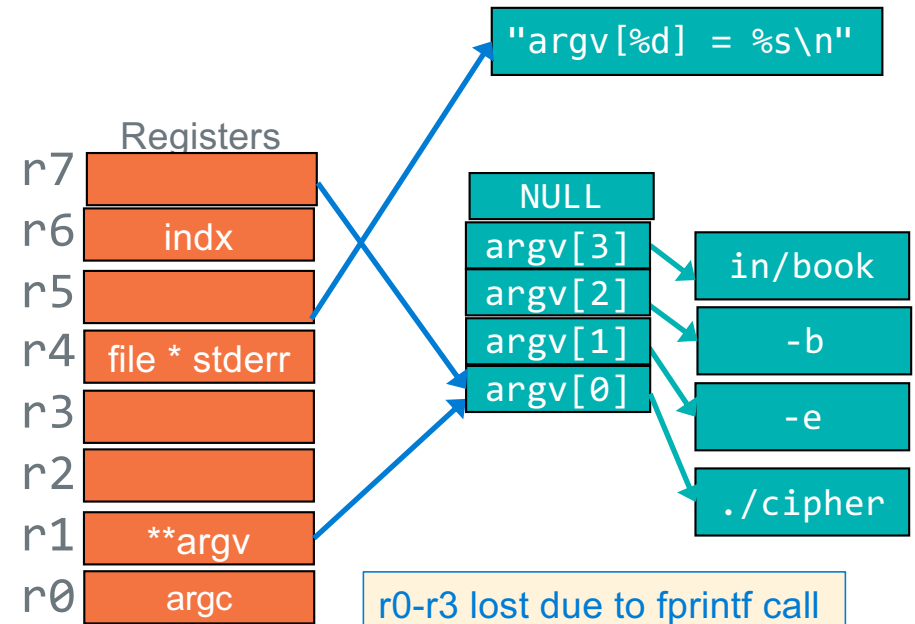 "argv[%d] = %s\n"
Registers
r7
r6 indx
r5
r4 file * stderr
r3
r2
r1 **argv
r0 argc
NULL
argv[3]
argv[2]
argv[1]
argv[0]
in/book
-b
-e
./cipher
r0-r3 lost due to fprintf call